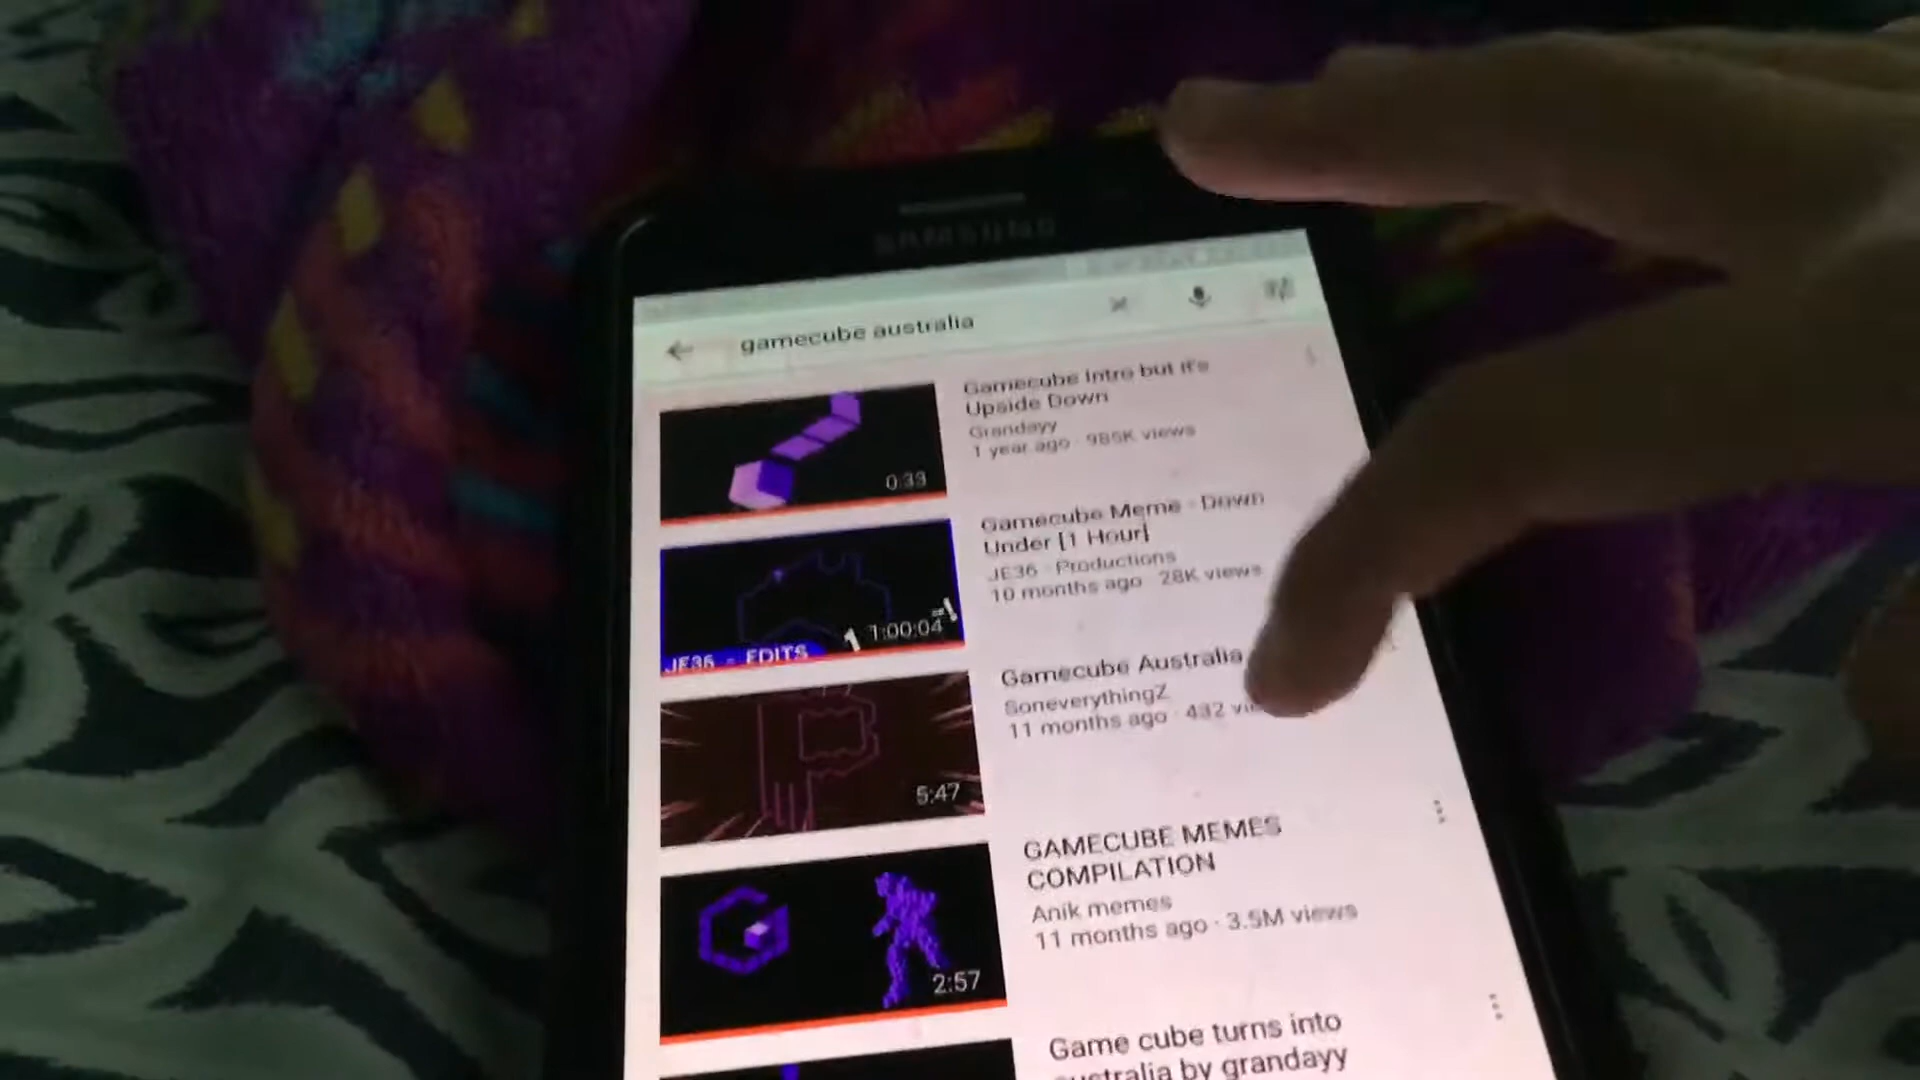 SAMSUNG
gamecube australia
Gamecube Intro but it's
Upside Down
Grandayy
1 year ago · 985K views
0:33
Gamecube Meme - Down
Under [1 Hour]
JE36 - Productions
10 months ago · 28K views
1:00:04
JE36 - EDITS
Gamecube Australia
SoneverythingZ
11 months ago · 432
5:47
GAMECUBE MEMES
COMPILATION
Anik memes
11 months ago · 3.5M views
2:57
Game cube turns into
australia by grandayy